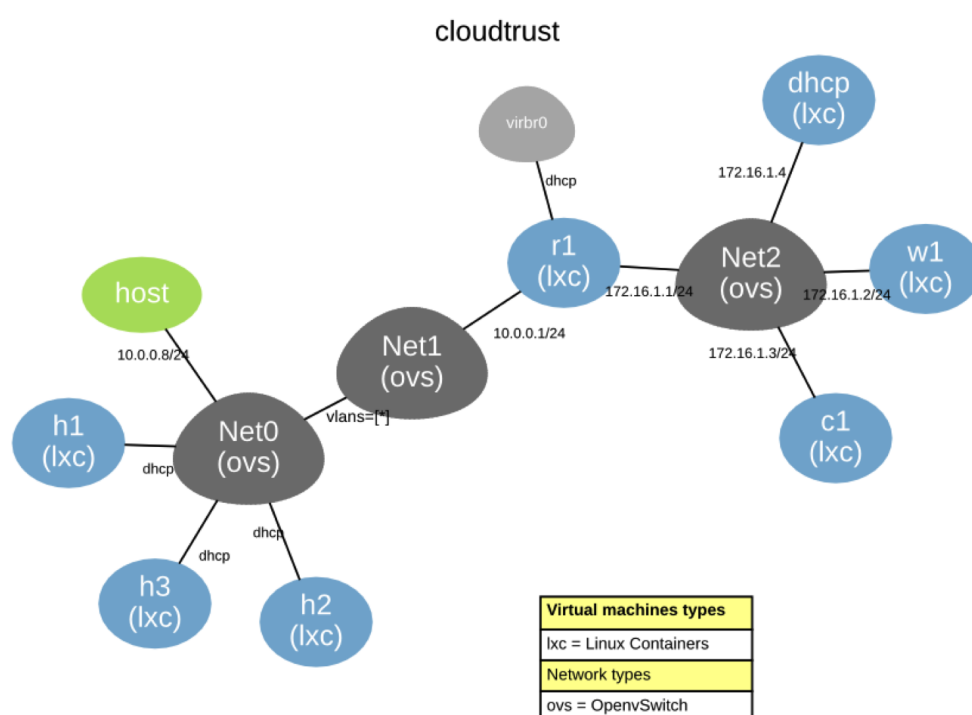 cloudtrust
dhcp
(lxc)
virbr0
dhcp
172.16.1.4
r1
(lxc)
Net2
(ovs)
w1
(lxc)
172.16.1.1/24
172.16.1.2/24
host
10.0.0.8/24
Net1
(ovs)
10.0.0.1/24
172.16.1.3/24
vlans=[*]
h1
(lxc)
dhcp
Net0
(ovs)
c1
(lxc)
dhcp
dhcp
h3
(lxc)
h2
(lxc)
Virtual machines types
lxc = Linux Containers
Network types
ovs = OpenvSwitch